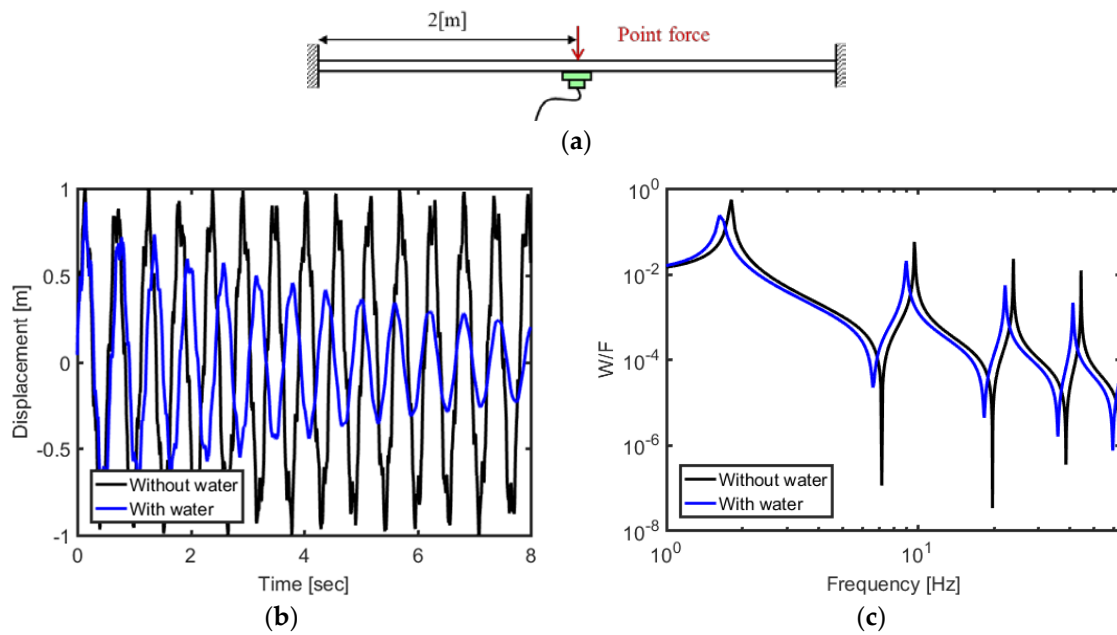 2[m]
Point force
(a)
1
0.5
0
-0.5
-1
Displacement [m]
Without water
With water
0 2 4 6 8
Time [sec]
(b)
10^0
10^-2
10^-4
10^-6
10^-8
W/F
Without water
With water
10^0 10^1
Frequency [Hz]
(c)